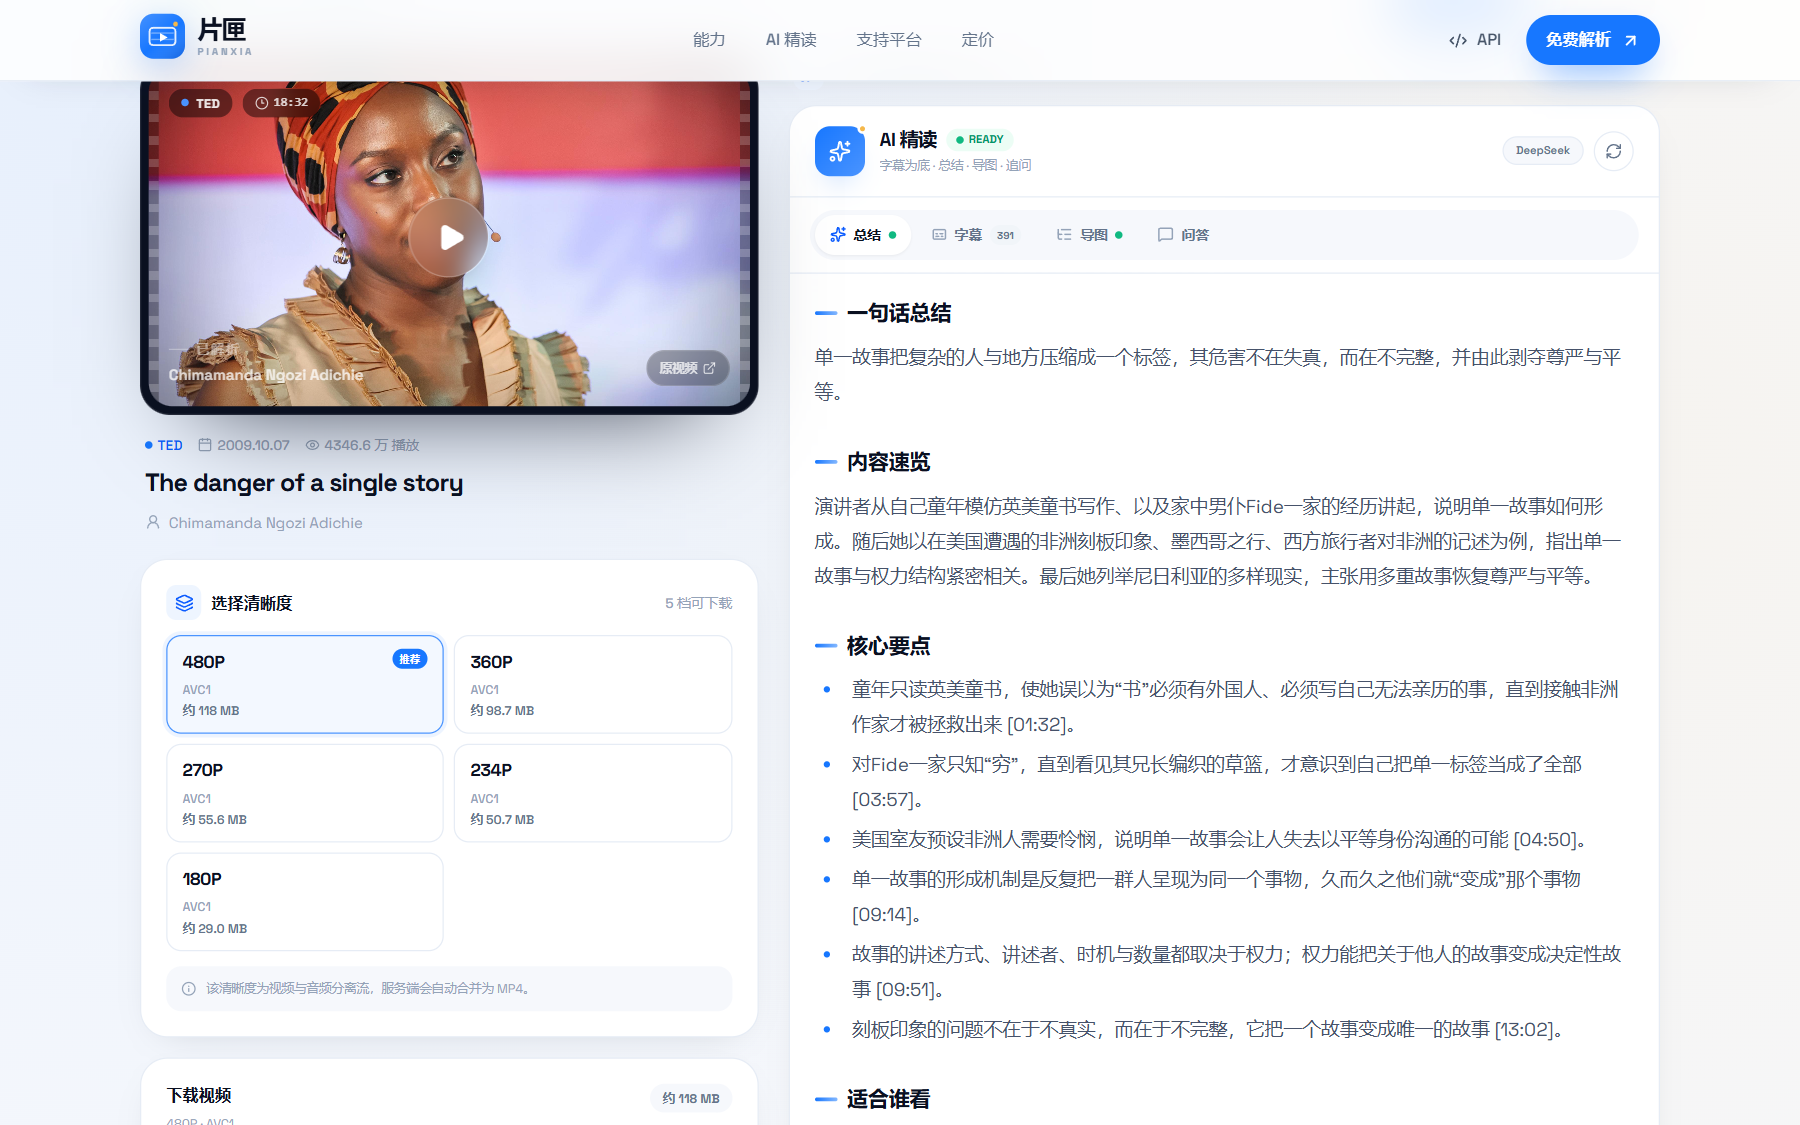 片匣
PIANXIA
能力
AI 精读
支持平台
定价
API
免费解析
TED
18:32
已解析
Chimamanda Ngozi Adichie
原视频
TED
2009.10.07
4346.6 万 播放
The danger of a single story
Chimamanda Ngozi Adichie
选择清晰度
5 档可下载
480P
推荐
AVC1
约 118 MB
360P
AVC1
约 98.7 MB
270P
AVC1
约 55.6 MB
234P
AVC1
约 50.7 MB
180P
AVC1
约 29.0 MB
该清晰度为视频与音频分离流，服务端会自动合并为 MP4。
下载视频
约 118 MB
480P · AVC1
AI 精读
READY
字幕为底 · 总结 · 导图 · 追问
DeepSeek
总结
字幕
391
导图
问答
一句话总结
单一故事把复杂的人与地方压缩成一个标签，其危害不在失真，而在不完整，并由此剥夺尊严与平
等。
内容速览
演讲者从自己童年模仿英美童书写作、以及家中男仆Fide一家的经历讲起，说明单一故事如何形
成。随后她以在美国遭遇的非洲刻板印象、墨西哥之行、西方旅行者对非洲的记述为例，指出单一
故事与权力结构紧密相关。最后她列举尼日利亚的多样现实，主张用多重故事恢复尊严与平等。
核心要点
童年只读英美童书，使她误以为“书”必须有外国人、必须写自己无法亲历的事，直到接触非洲
作家才被拯救出来 [01:32]。
对Fide一家只知“穷”，直到看见其兄长编织的草篮，才意识到自己把单一标签当成了全部
[03:57]。
美国室友预设非洲人需要怜悯，说明单一故事会让人失去以平等身份沟通的可能 [04:50]。
单一故事的形成机制是反复把一群人呈现为同一个事物，久而久之他们就“变成”那个事物
[09:14]。
故事的讲述方式、讲述者、时机与数量都取决于权力；权力能把关于他人的故事变成决定性故
事 [09:51]。
刻板印象的问题不在于不真实，而在于不完整，它把一个故事变成唯一的故事 [13:02]。
适合谁看